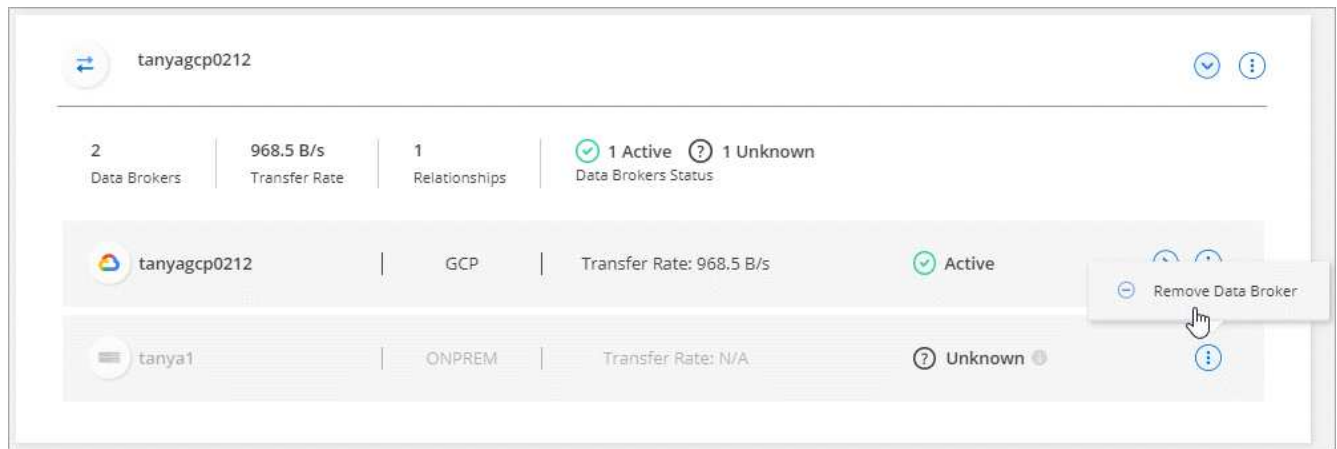 tanyagcp0212
2 968.5 B/s 1 1 Active ? 1 Unknown
Data Brokers Transfer Rate Relationships Data Brokers Status
tanyagcp0212 GCP Transfer Rate: 968.5 B/s Active
Remove Data Broker
tanya1 ONPREM Transfer Rate: N/A ? Unknown